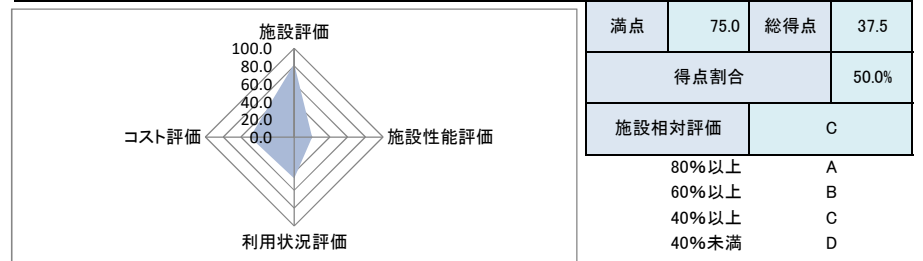 施設評価
100.0
80.0
60.0
40.0
20.0
0.0
コスト評価
施設性能評価
利用状況評価
満点 75.0 総得点 37.5
得点割合 50.0%
施設相対評価 C
80%以上 A
60%以上 B
40%以上 C
40%未満 D